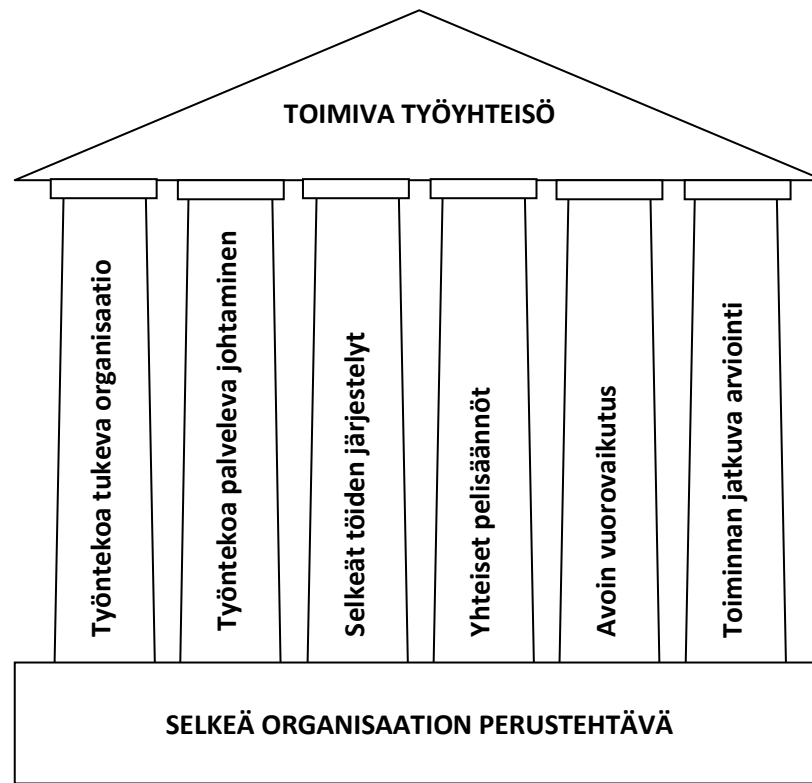 TOIMIVA TYÖYHTEISÖ
Työntekoa tukeva organisaatio
Työntekoa palveleva johtaminen
Selkeät töiden järjestelyt
Yhteiset pelisäännöt
Avoin vuorovaikutus
Toiminnan jatkuva arviointi
SELKEÄ ORGANISAATION PERUSTEHTÄVÄ